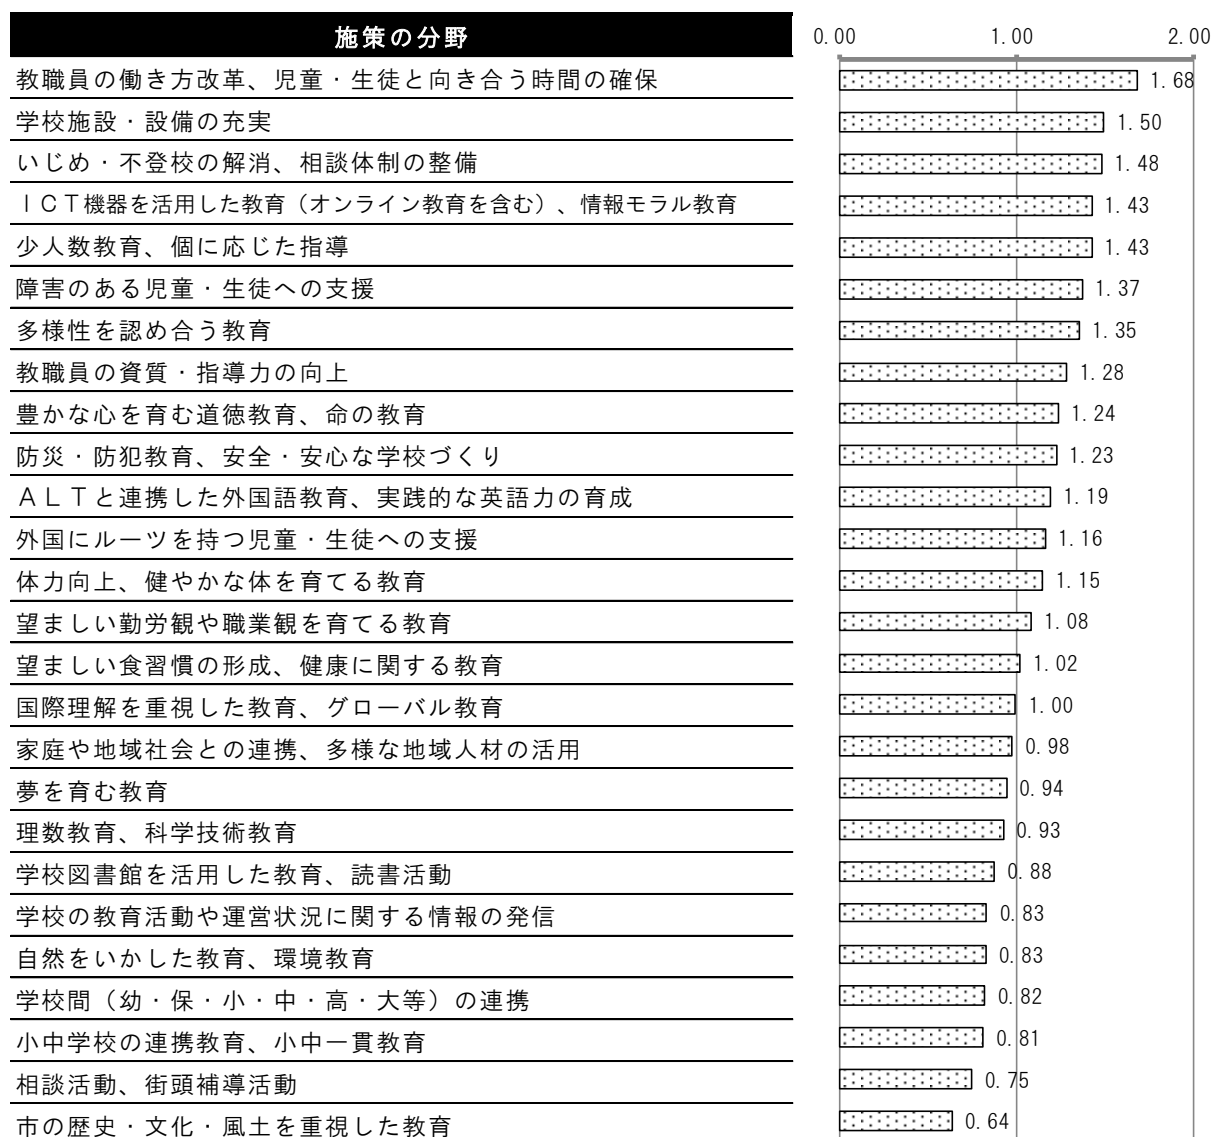 施策の分野 0.00 1.00 2.00
教職員の働き方改革、児童・生徒と向き合う時間の確保 1.68
学校施設・設備の充実 1.50
いじめ・不登校の解消、相談体制の整備 1.48
ＩＣＴ機器を活用した教育（オンライン教育を含む）、情報モラル教育 1.43
少人数教育、個に応じた指導 1.43
障害のある児童・生徒への支援 1.37
多様性を認め合う教育 1.35
教職員の資質・指導力の向上 1.28
豊かな心を育む道徳教育、命の教育 1.24
防災・防犯教育、安全・安心な学校づくり 1.23
ＡＬＴと連携した外国語教育、実践的な英語力の育成 1.19
外国にルーツを持つ児童・生徒への支援 1.16
体力向上、健やかな体を育てる教育 1.15
望ましい勤労観や職業観を育てる教育 1.08
望ましい食習慣の形成、健康に関する教育 1.02
国際理解を重視した教育、グローバル教育 1.00
家庭や地域社会との連携、多様な地域人材の活用 0.98
夢を育む教育 0.94
理数教育、科学技術教育 0.93
学校図書館を活用した教育、読書活動 0.88
学校の教育活動や運営状況に関する情報の発信 0.83
自然をいかした教育、環境教育 0.83
学校間（幼・保・小・中・高・大等）の連携 0.82
小中学校の連携教育、小中一貫教育 0.81
相談活動、街頭補導活動 0.75
市の歴史・文化・風土を重視した教育 0.64